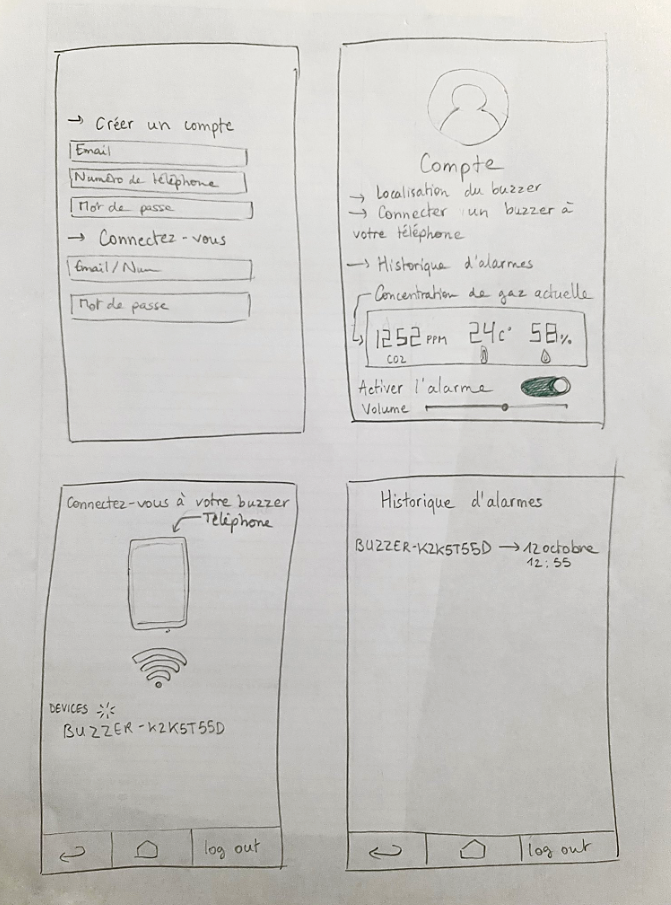 → Créer un compte
Email
Numéro de téléphone
Mot de passe
→ Connectez-vous
Email/Num
Mot de passe
Compte
→ Localisation du buzzer
→ Connecter un buzzer à
votre téléphone
→ Historique d'alarmes
Concentration de gaz actuelle
1252 PPM 24c° 58%
CO2
Activer l'alarme
Volume
Connectez-vous à votre buzzer
Téléphone
DEVICES
BUZZER-K2K5T55D
log out
Historique d'alarmes
BUZZER-K2K5T55D → 12 octobre
12:55
log out